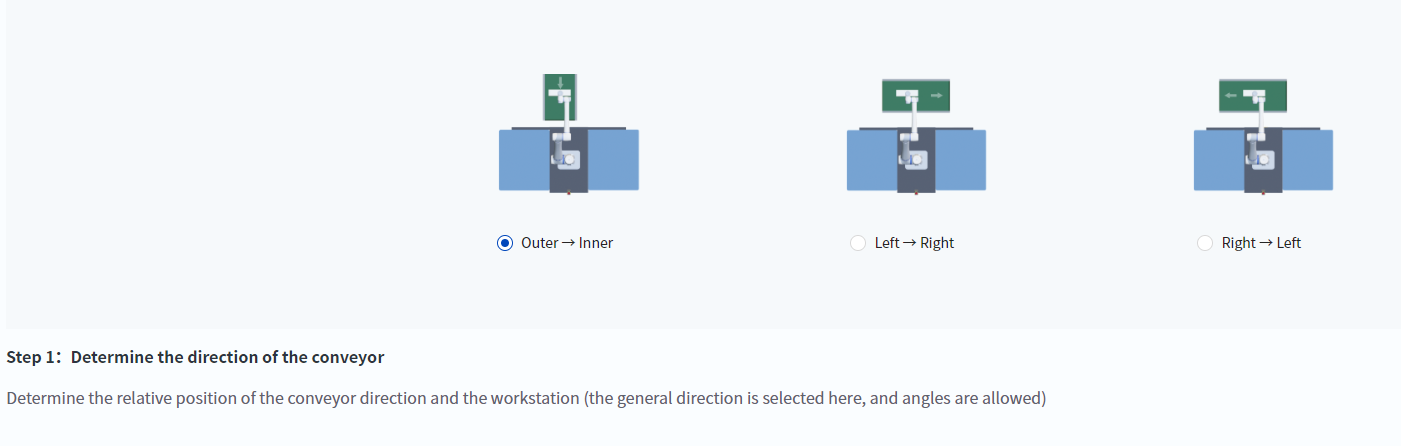 Outer → Inner
Left → Right
Right → Left
Step 1：Determine the direction of the conveyor
Determine the relative position of the conveyor direction and the workstation (the general direction is selected here, and angles are allowed)